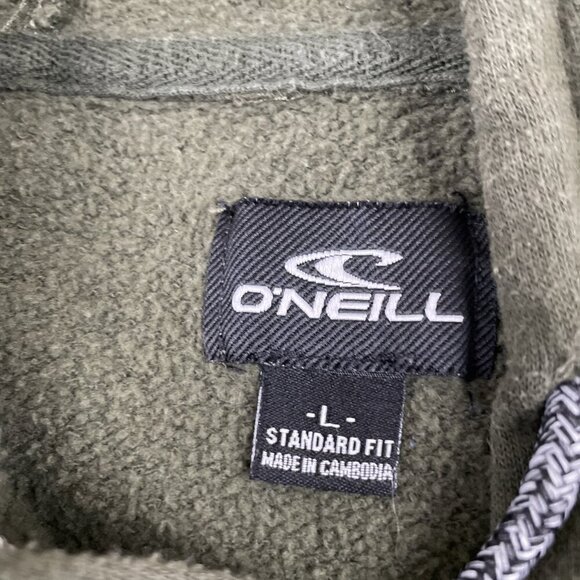 O'NEILL
-L-
STANDARD FIT
MADE IN CAMBODIA